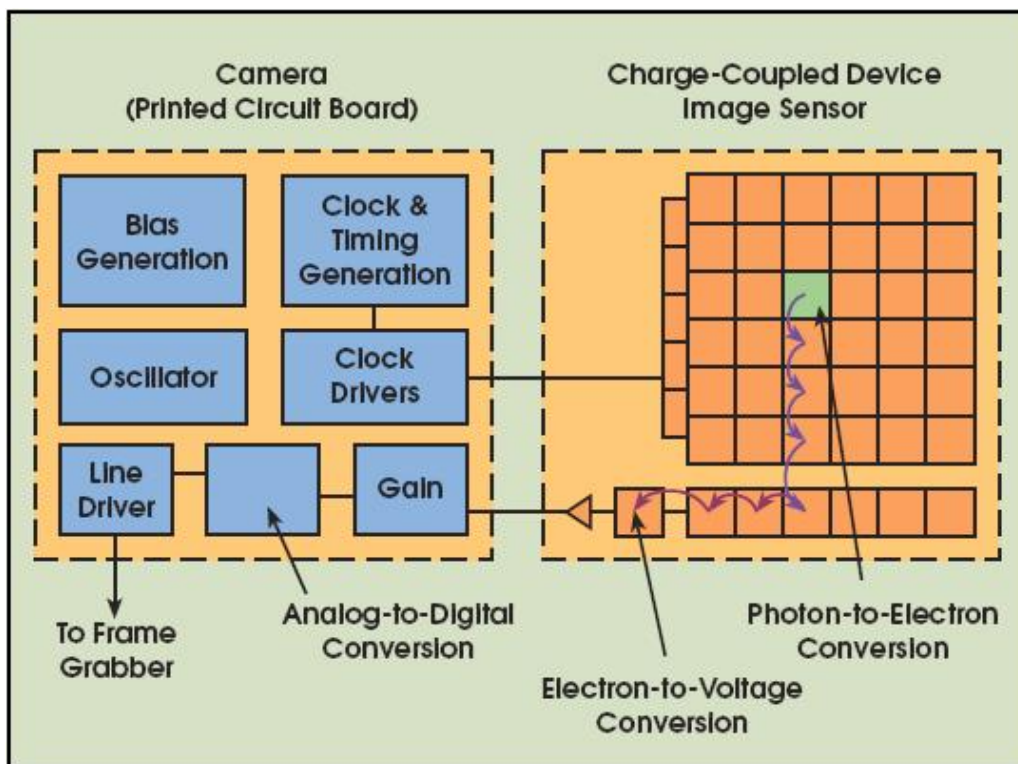 Camera
(Printed Circuit Board)
Charge-Coupled Device
Image Sensor
Bias
Generation
Clock &
Timing
Generation
Oscillator
Clock
Drivers
Line
Driver
Gain
To Frame
Grabber
Analog-to-Digital
Conversion
Electron-to-Voltage
Conversion
Photon-to-Electron
Conversion